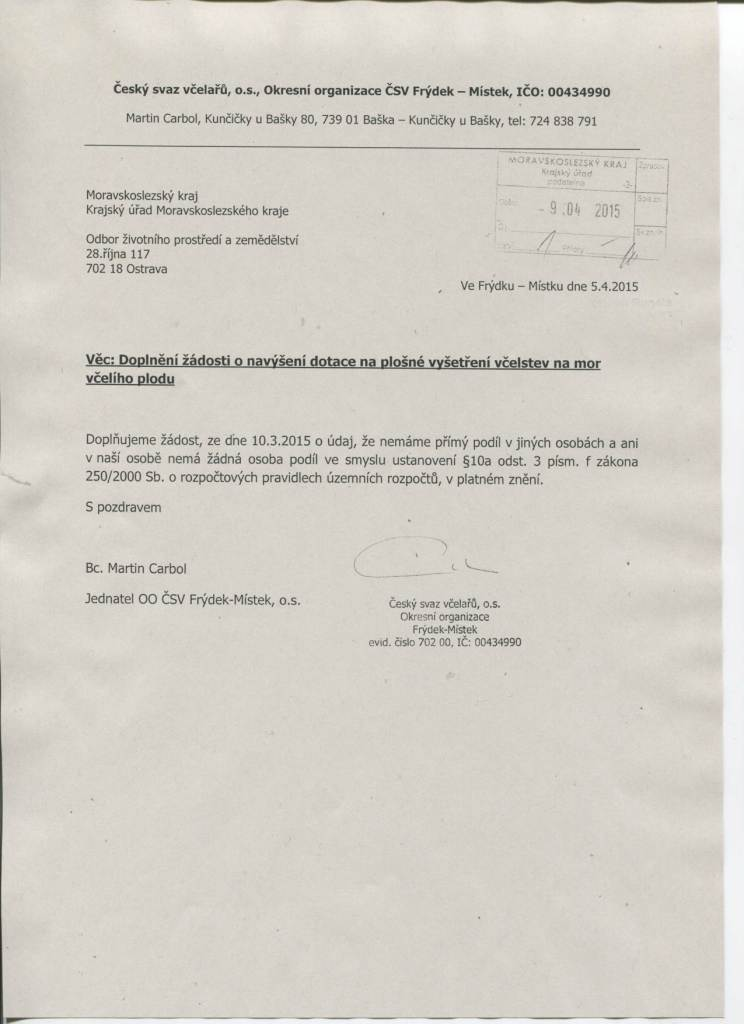 Český svaz včelařů, o.s., Okresní organizace ČSV Frýdek – Místek, IČO: 00434990
Martin Carbol, Kunčičky u Bašky 80, 739 01 Baška – Kunčičky u Bašky, tel: 724 838 791
MORAVSKOSLEZSKÝ KRAJ
Krajský úřad
podatelna -2-
- 9. 04 2015
Moravskoslezský kraj
Krajský úřad Moravskoslezského kraje
Odbor životního prostředí a zemědělství
28.října 117
702 18 Ostrava
Ve Frýdku – Místku dne 5.4.2015
Věc: Doplnění žádosti o navýšení dotace na plošné vyšetření včelstev na mor
včelího plodu
Doplňujeme žádost, ze dne 10.3.2015 o údaj, že nemáme přímý podíl v jiných osobách a ani
v naší osobě nemá žádná osoba podíl ve smyslu ustanovení §10a odst. 3 písm. f zákona
250/2000 Sb. o rozpočtových pravidlech územních rozpočtů, v platném znění.
S pozdravem
Bc. Martin Carbol
Jednatel OO ČSV Frýdek-Místek, o.s.
Český svaz včelařů, o.s.
Okresní organizace
Frýdek-Místek
evid. číslo 702 00, IČ: 00434990